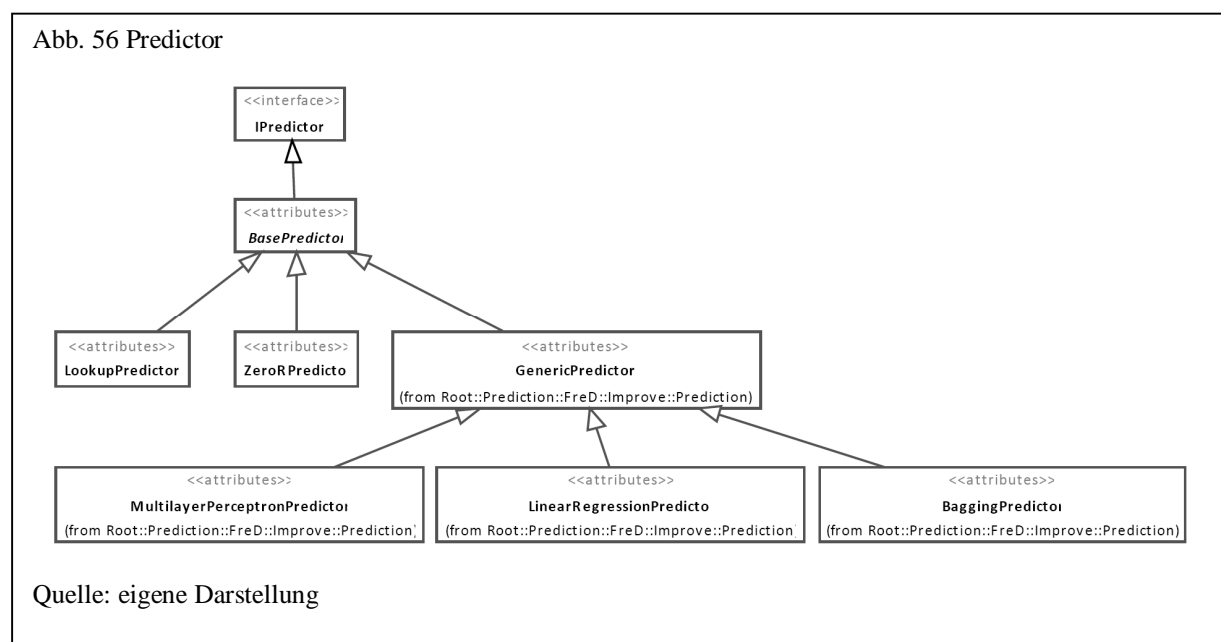 Abb. 56 Predictor
<<interface>>
IPredictor
<<attributes>>
BasePredictor
<<attributes>>
LookupPredictor
<<attributes>>
ZeroRPredicto
<<attributes>>
GenericPredictor
(from Root::Prediction::FreD::Improve::Prediction)
<<attributes>>
MultilayerPerceptronPredictor
(from Root::Prediction::FreD::Improve::Prediction)
<<attributes>>
LinearRegressionPredicto
(from Root::Prediction::FreD::Improve::Prediction)
<<attributes>>
BaggingPredictor
(from Root::Prediction::FreD::Improve::Prediction)
Quelle: eigene Darstellung